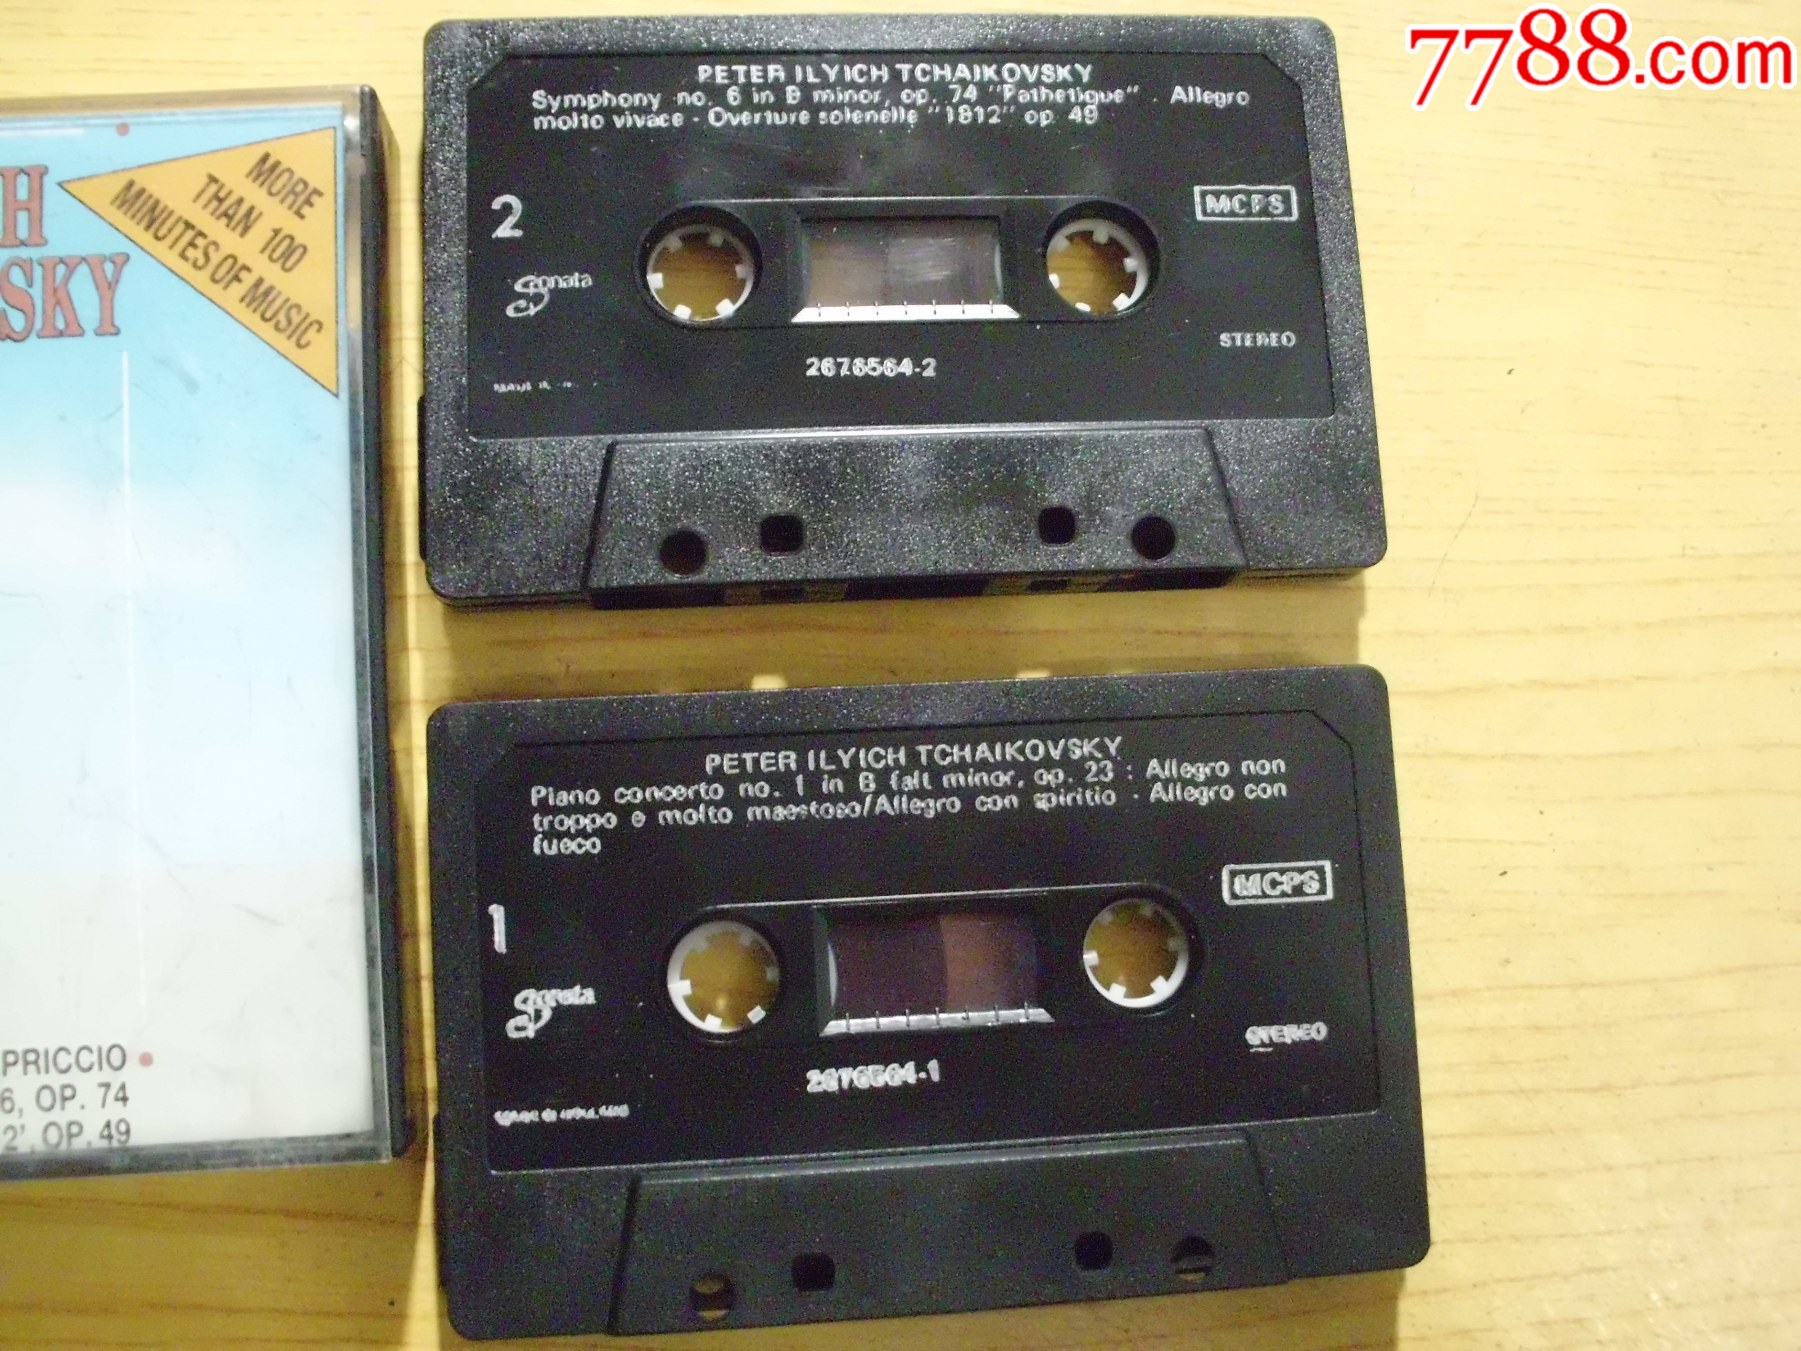 7788.com
H
SKY
MORE
THAN 100
MINUTES OF MUSIC
PRICCIO
6, OP. 74
2', OP. 49
PETER ILYICH TCHAIKOVSKY
Symphony no. 6 in B minor, op. 74 "Pathetique" . Allegro
molto vivace - Overture solenelle "1812" op. 49
2
MCPS
Sonata
STEREO
2676564-2
PETER ILYICH TCHAIKOVSKY
Piano concerto no. 1 in B falt minor, op. 23 : Allegro non
troppo e molto maestoso/Allegro con spiritio - Allegro con
fueco
1
MCPS
Sonata
STEREO
2676564-1